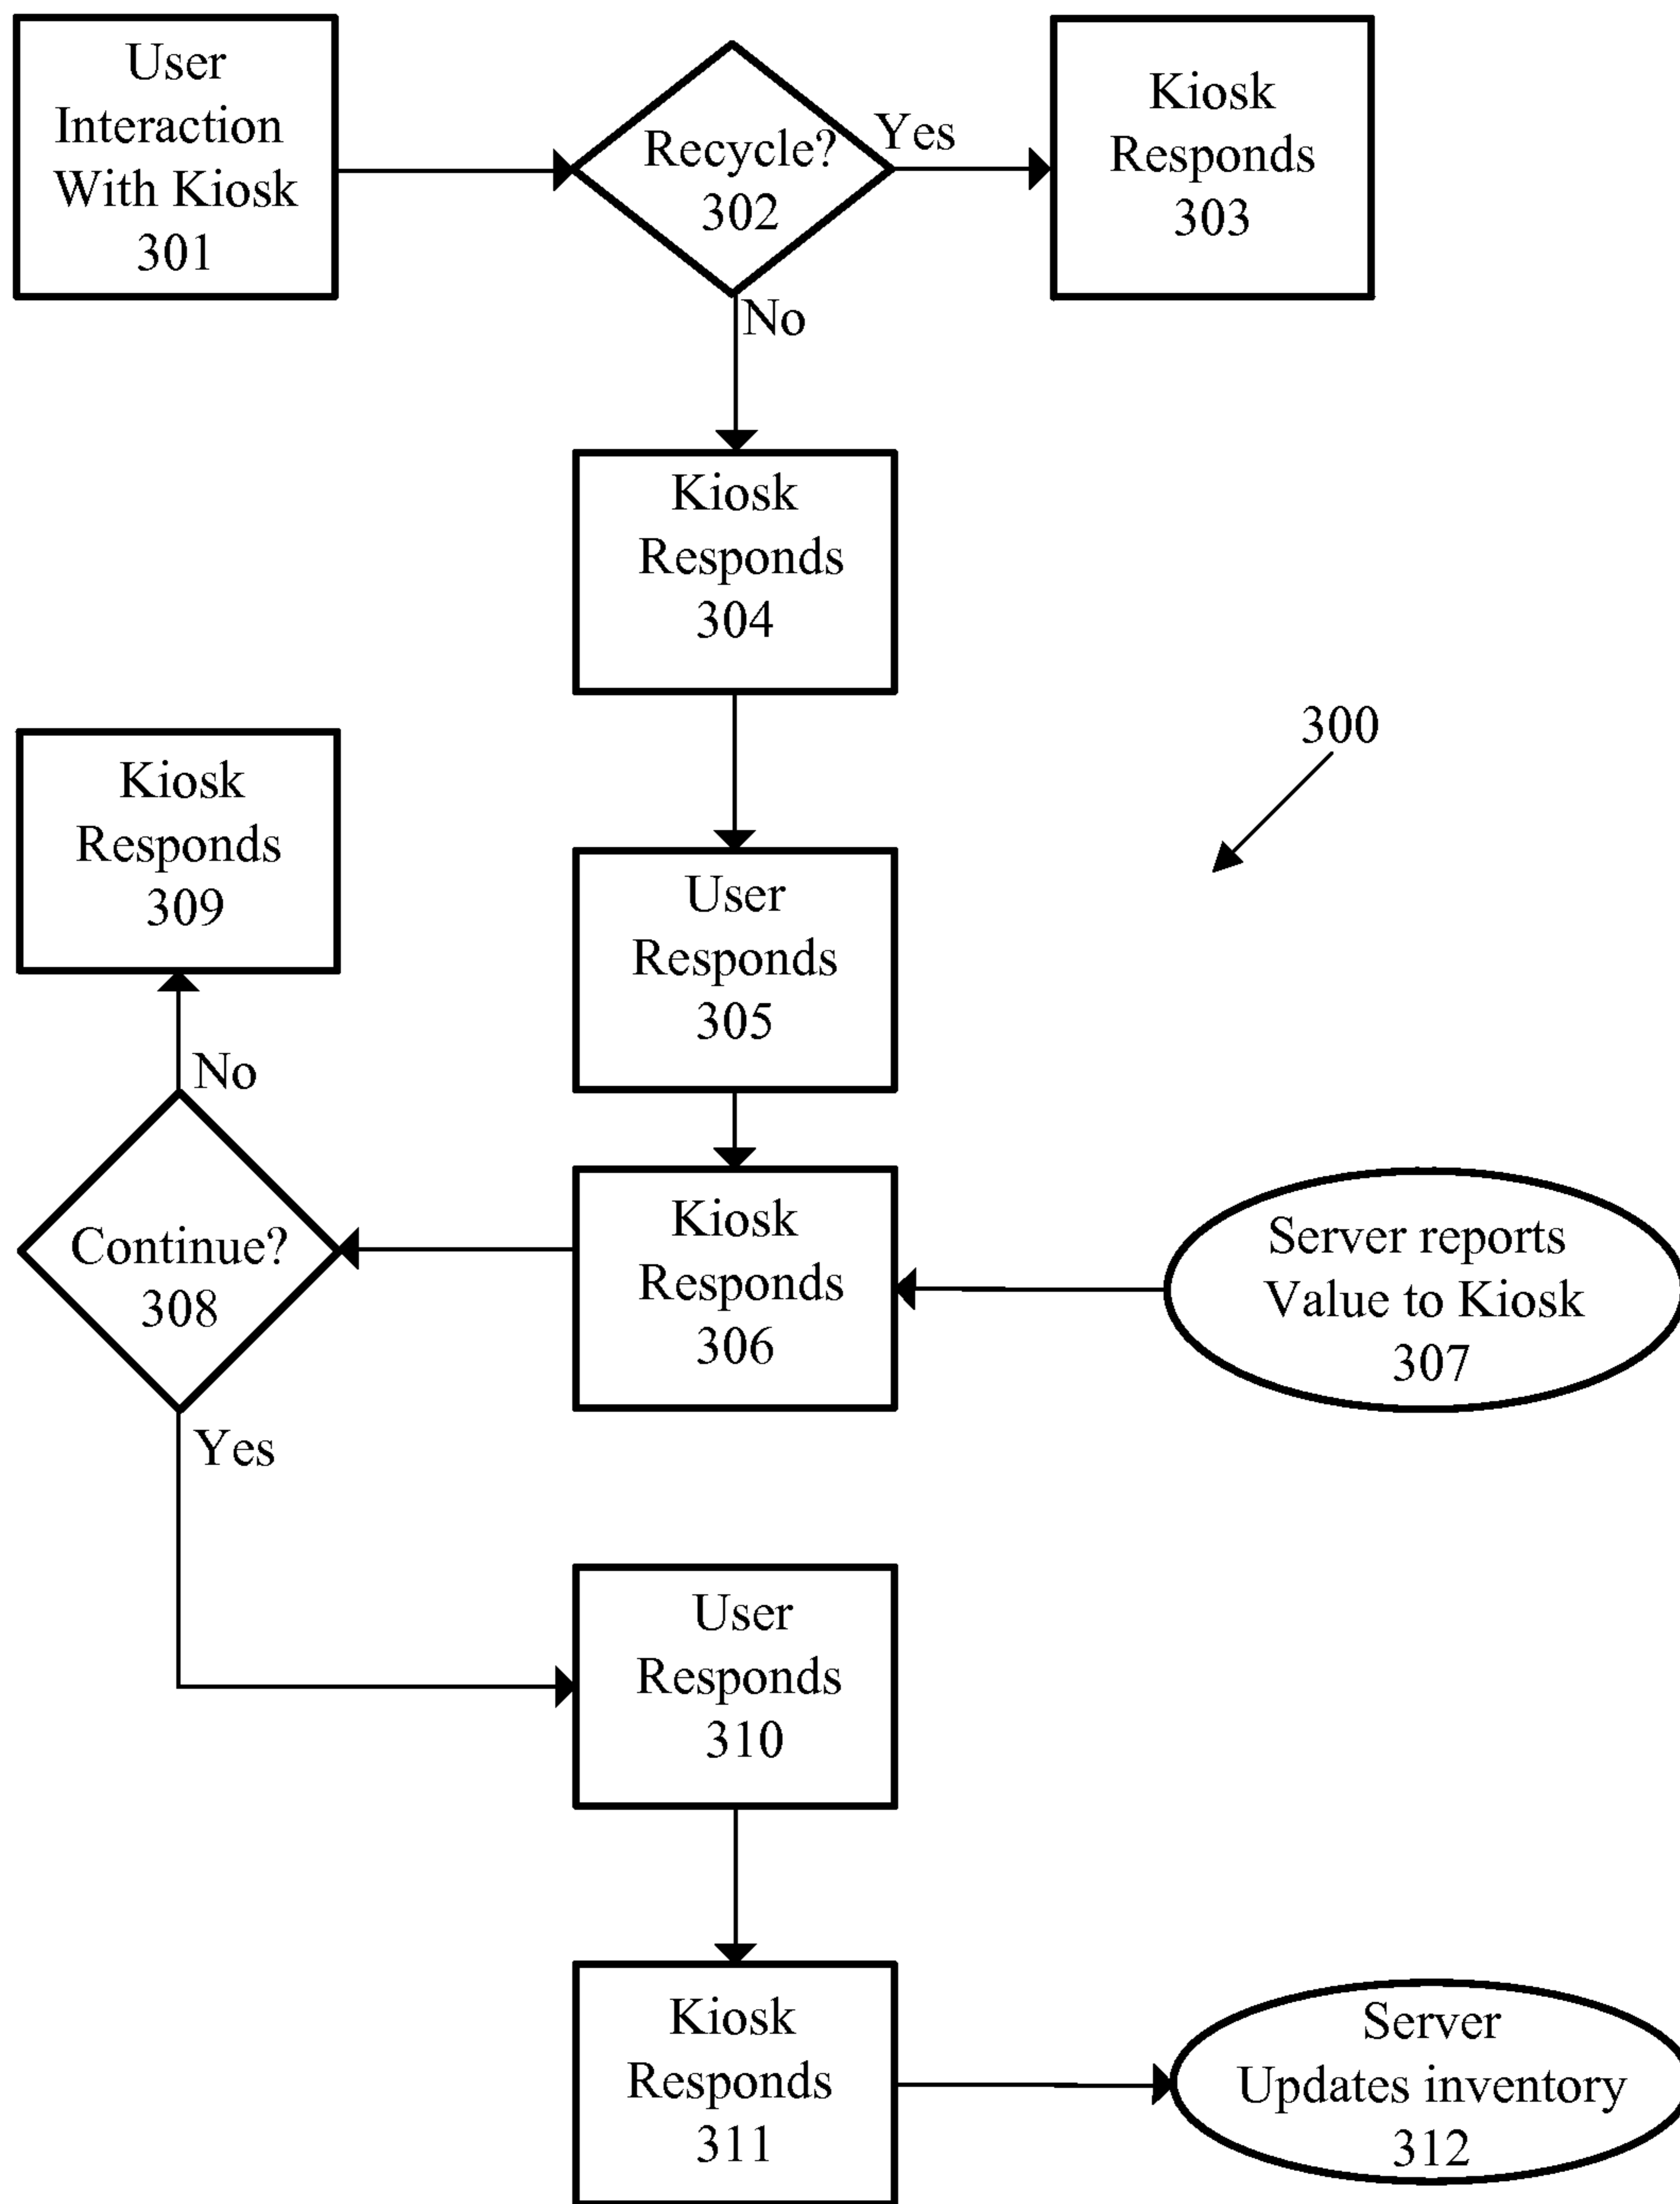 User
Interaction
With Kiosk
301
Recycle?
302
Yes
No
Kiosk
Responds
303
Kiosk
Responds
304
300
Kiosk
Responds
309
User
Responds
305
No
Continue?
308
Yes
Kiosk
Responds
306
Server reports
Value to Kiosk
307
User
Responds
310
Kiosk
Responds
311
Server
Updates inventory
312